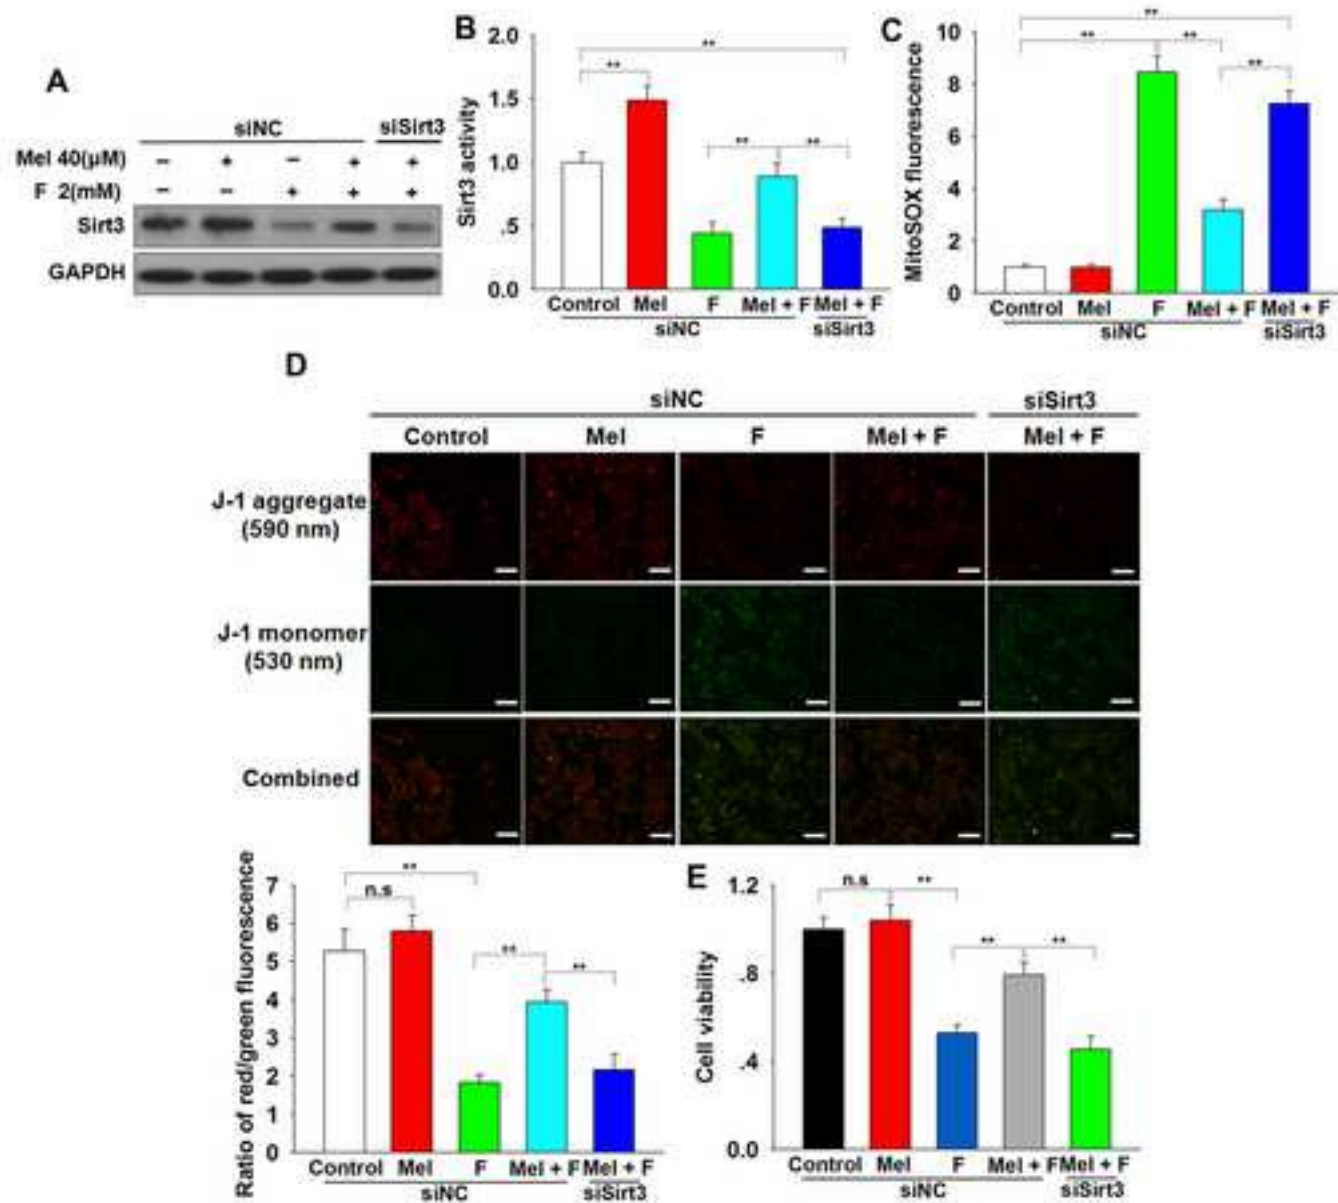 A
siNC siSirt3
Mel 40(μM) – + – + +
F 2(mM) – – + + +
Sirt3
GAPDH
B
Sirt3 activity
2.0
1.5
1.0
.5
0.0
** ** ** **
Control Mel F Mel + F Mel + F
siNC siSirt3
C
MitoSOX fluorescence
10
8
6
4
2
0
** ** ** **
Control Mel F Mel + F Mel + F
siNC siSirt3
D
siNC siSirt3
Control Mel F Mel + F Mel + F
J-1 aggregate
(590 nm)
J-1 monomer
(530 nm)
Combined
Ratio of red/green fluorescence
7
6
5
4
3
2
1
0
** n.s ** **
Control Mel F Mel + F Mel + F
siNC siSirt3
E
Cell viability
1.2
.8
.4
0.0
n.s ** ** **
Control Mel F Mel + F Mel + F
siNC siSirt3